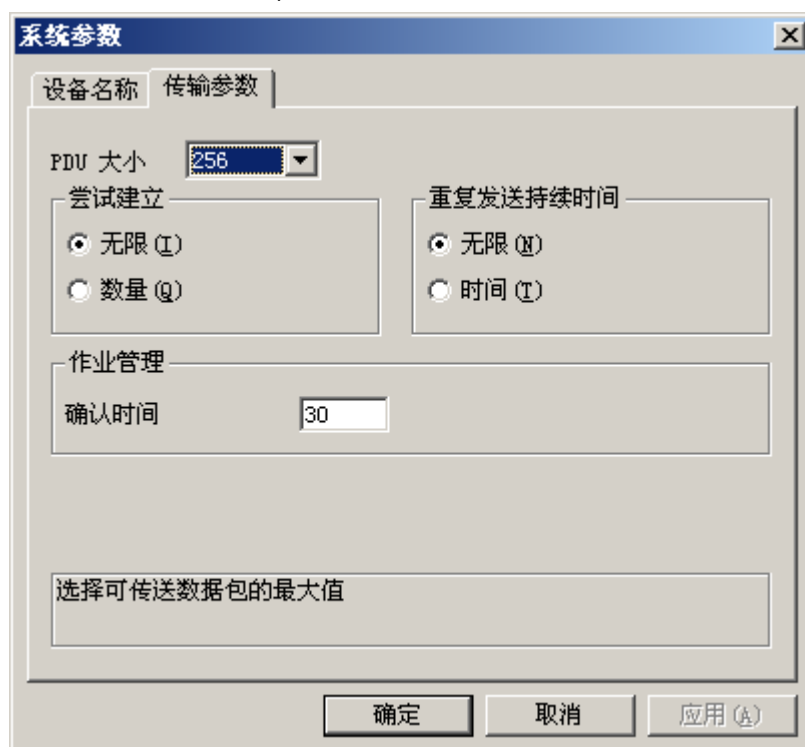 系统参数
设备名称 传输参数
PDU 大小 256
尝试建立 重复发送持续时间
无限(I) 无限(N)
数量(Q) 时间(T)
作业管理
确认时间 30
选择可传送数据包的最大值
确定 取消 应用(A)